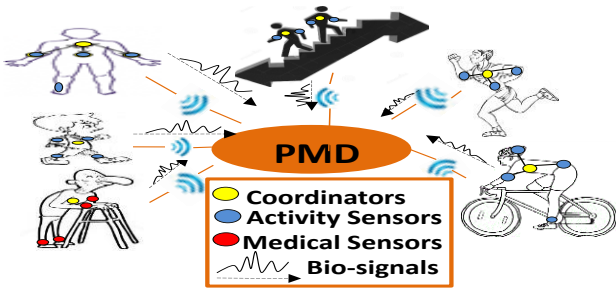 PMD
Coordinators
Activity Sensors
Medical Sensors
Bio-signals